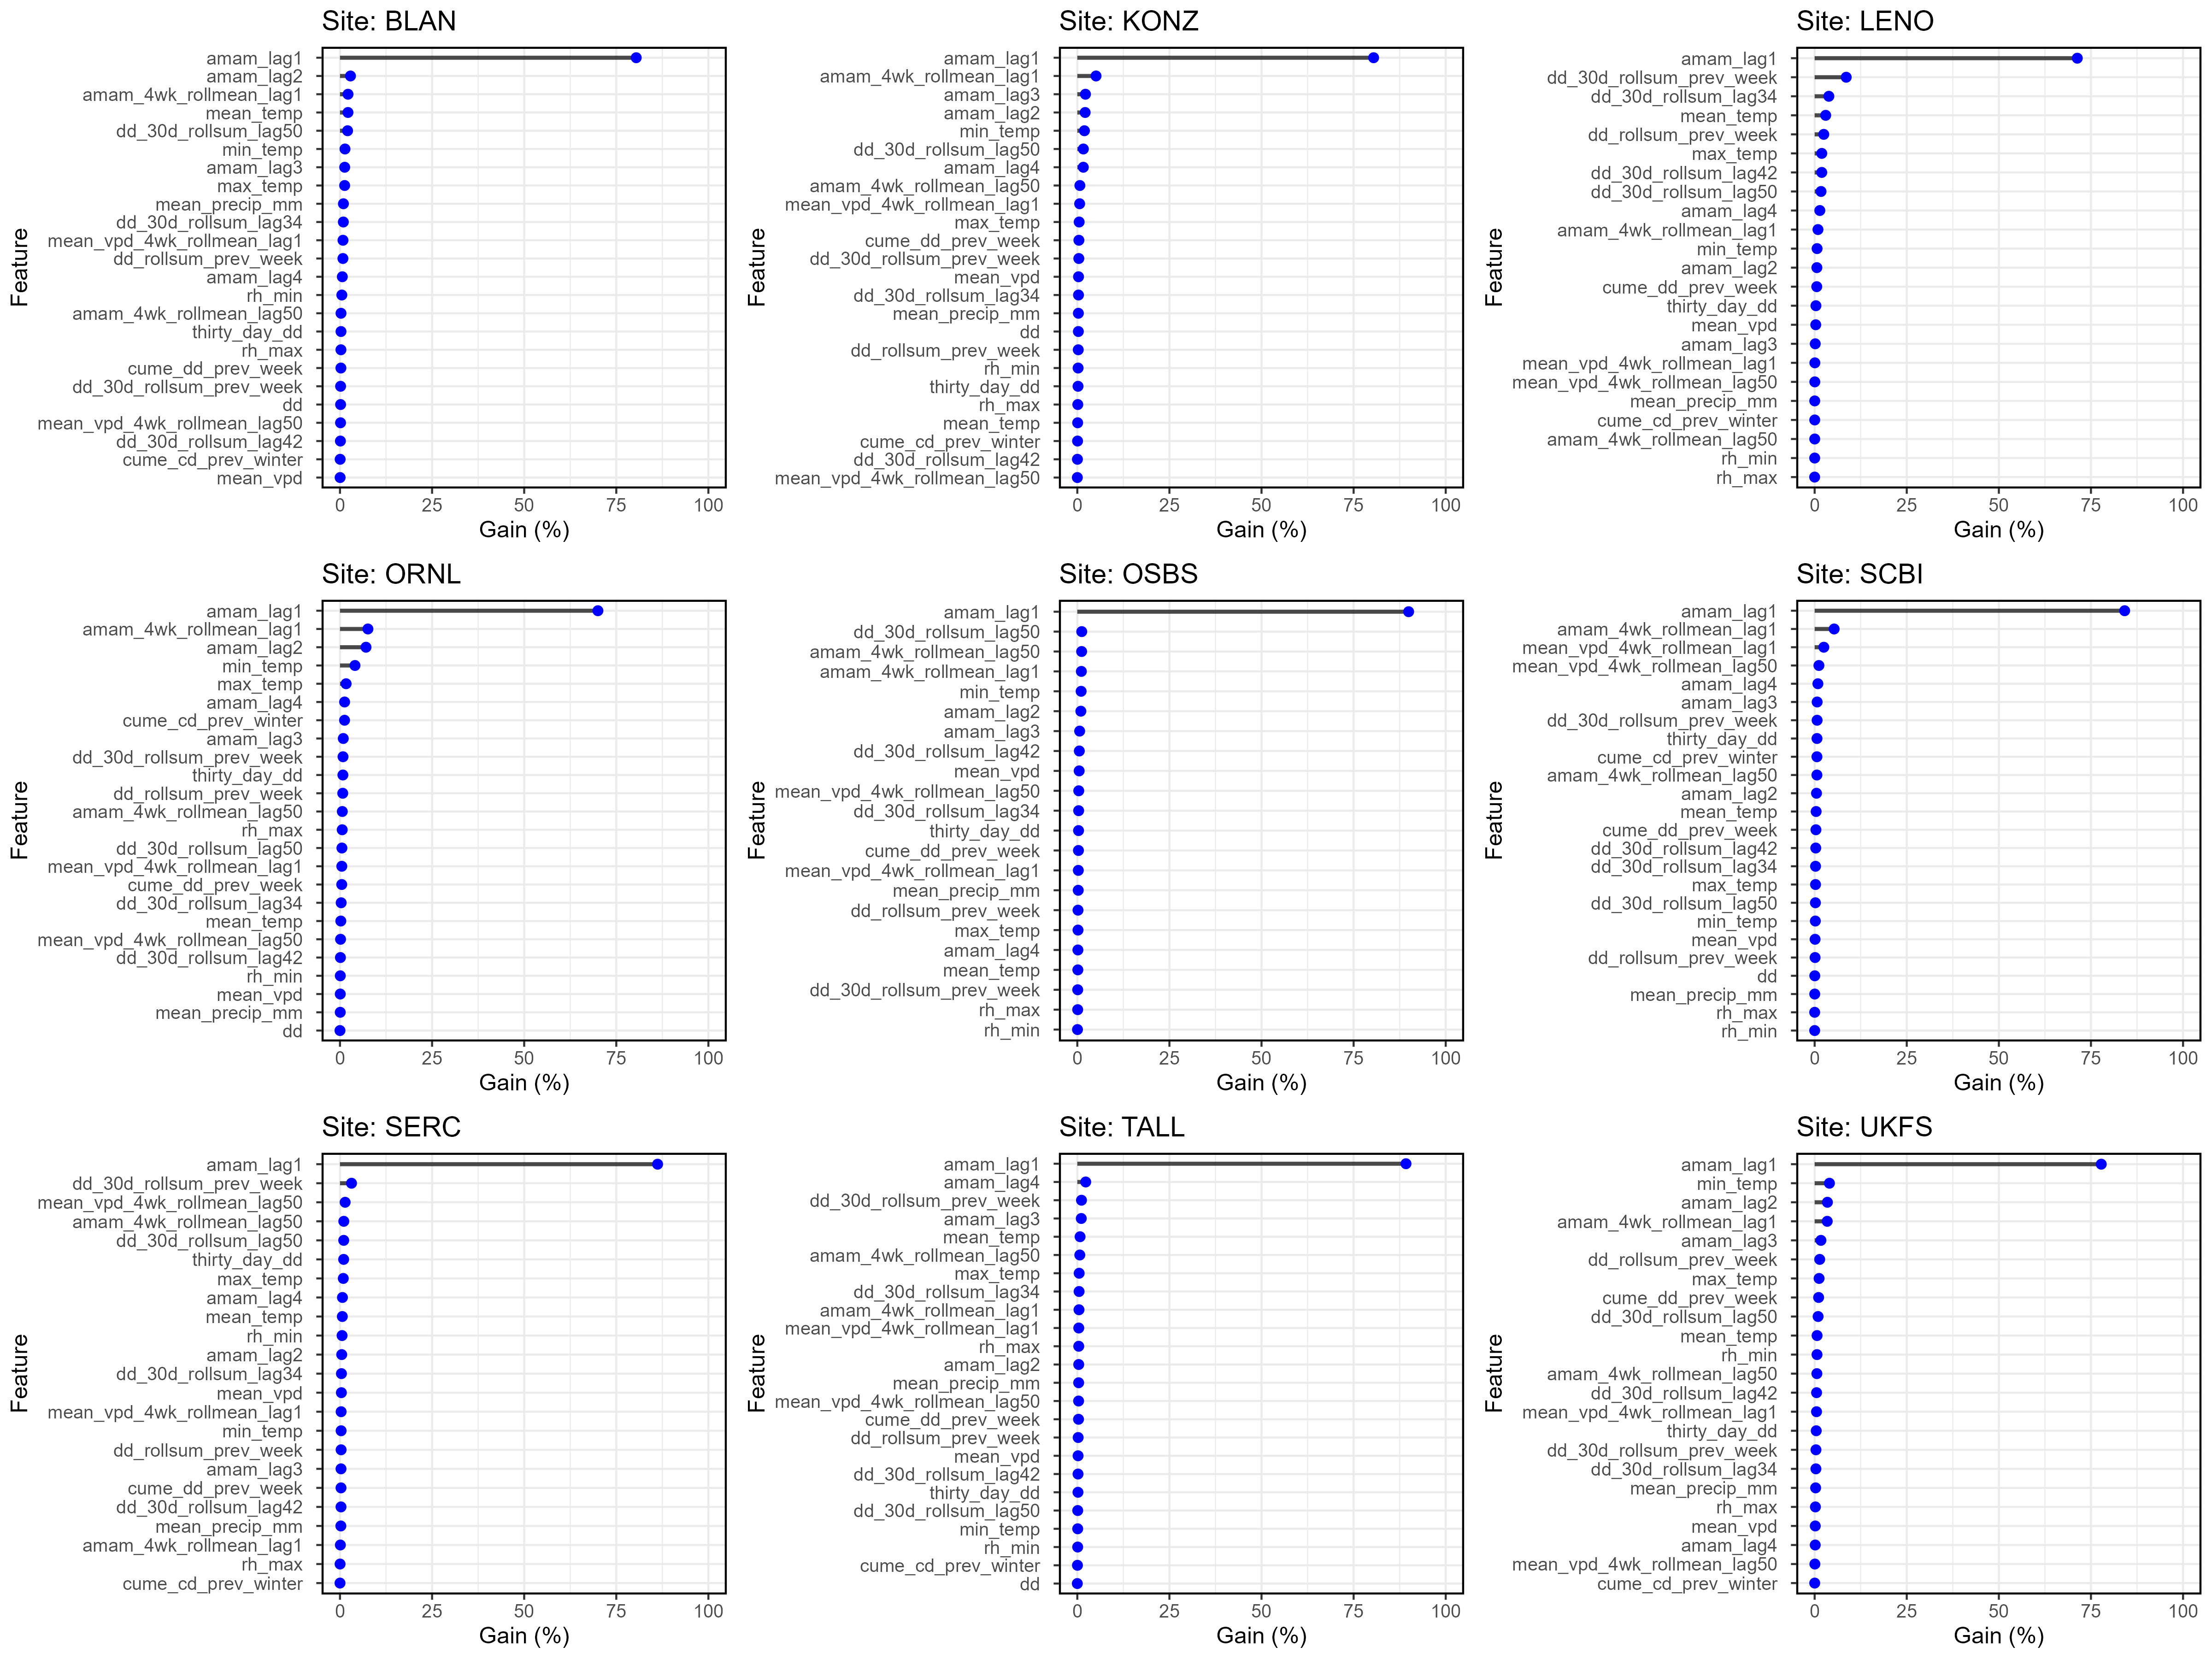 Site: BLAN
Feature
amam_lag1
amam_lag2
amam_4wk_rollmean_lag1
mean_temp
dd_30d_rollsum_lag50
min_temp
amam_lag3
max_temp
mean_precip_mm
dd_30d_rollsum_lag34
mean_vpd_4wk_rollmean_lag1
dd_rollsum_prev_week
amam_lag4
rh_min
amam_4wk_rollmean_lag50
thirty_day_dd
rh_max
cume_dd_prev_week
dd_30d_rollsum_prev_week
dd
mean_vpd_4wk_rollmean_lag50
dd_30d_rollsum_lag42
cume_cd_prev_winter
mean_vpd
0 25 50 75 100
Gain (%)
Site: KONZ
Feature
amam_lag1
amam_4wk_rollmean_lag1
amam_lag3
amam_lag2
min_temp
dd_30d_rollsum_lag50
amam_lag4
amam_4wk_rollmean_lag50
mean_vpd_4wk_rollmean_lag1
max_temp
cume_dd_prev_week
dd_30d_rollsum_prev_week
mean_vpd
dd_30d_rollsum_lag34
mean_precip_mm
dd
dd_rollsum_prev_week
rh_min
thirty_day_dd
rh_max
mean_temp
cume_cd_prev_winter
dd_30d_rollsum_lag42
mean_vpd_4wk_rollmean_lag50
0 25 50 75 100
Gain (%)
Site: LENO
Feature
amam_lag1
dd_30d_rollsum_prev_week
dd_30d_rollsum_lag34
mean_temp
dd_rollsum_prev_week
max_temp
dd_30d_rollsum_lag42
dd_30d_rollsum_lag50
amam_lag4
amam_4wk_rollmean_lag1
min_temp
amam_lag2
cume_dd_prev_week
thirty_day_dd
mean_vpd
amam_lag3
mean_vpd_4wk_rollmean_lag1
mean_vpd_4wk_rollmean_lag50
mean_precip_mm
cume_cd_prev_winter
amam_4wk_rollmean_lag50
rh_min
rh_max
0 25 50 75 100
Gain (%)
Site: ORNL
Feature
amam_lag1
amam_4wk_rollmean_lag1
amam_lag2
min_temp
max_temp
amam_lag4
cume_cd_prev_winter
amam_lag3
dd_30d_rollsum_prev_week
thirty_day_dd
dd_rollsum_prev_week
amam_4wk_rollmean_lag50
rh_max
dd_30d_rollsum_lag50
mean_vpd_4wk_rollmean_lag1
cume_dd_prev_week
dd_30d_rollsum_lag34
mean_temp
mean_vpd_4wk_rollmean_lag50
dd_30d_rollsum_lag42
rh_min
mean_vpd
mean_precip_mm
dd
0 25 50 75 100
Gain (%)
Site: OSBS
Feature
amam_lag1
dd_30d_rollsum_lag50
amam_4wk_rollmean_lag50
amam_4wk_rollmean_lag1
min_temp
amam_lag2
amam_lag3
dd_30d_rollsum_lag42
mean_vpd
mean_vpd_4wk_rollmean_lag50
dd_30d_rollsum_lag34
thirty_day_dd
cume_dd_prev_week
mean_vpd_4wk_rollmean_lag1
mean_precip_mm
dd_rollsum_prev_week
max_temp
amam_lag4
mean_temp
dd_30d_rollsum_prev_week
rh_max
rh_min
0 25 50 75 100
Gain (%)
Site: SCBI
Feature
amam_lag1
amam_4wk_rollmean_lag1
mean_vpd_4wk_rollmean_lag1
mean_vpd_4wk_rollmean_lag50
amam_lag4
amam_lag3
dd_30d_rollsum_prev_week
thirty_day_dd
cume_cd_prev_winter
amam_4wk_rollmean_lag50
amam_lag2
mean_temp
cume_dd_prev_week
dd_30d_rollsum_lag42
dd_30d_rollsum_lag34
max_temp
dd_30d_rollsum_lag50
min_temp
mean_vpd
dd_rollsum_prev_week
dd
mean_precip_mm
rh_max
rh_min
0 25 50 75 100
Gain (%)
Site: SERC
Feature
amam_lag1
dd_30d_rollsum_prev_week
mean_vpd_4wk_rollmean_lag50
amam_4wk_rollmean_lag50
dd_30d_rollsum_lag50
thirty_day_dd
max_temp
amam_lag4
mean_temp
rh_min
amam_lag2
dd_30d_rollsum_lag34
mean_vpd
mean_vpd_4wk_rollmean_lag1
min_temp
dd_rollsum_prev_week
amam_lag3
cume_dd_prev_week
dd_30d_rollsum_lag42
mean_precip_mm
amam_4wk_rollmean_lag1
rh_max
cume_cd_prev_winter
0 25 50 75 100
Gain (%)
Site: TALL
Feature
amam_lag1
amam_lag4
dd_30d_rollsum_prev_week
amam_lag3
mean_temp
amam_4wk_rollmean_lag50
max_temp
dd_30d_rollsum_lag34
amam_4wk_rollmean_lag1
mean_vpd_4wk_rollmean_lag1
rh_max
amam_lag2
mean_precip_mm
mean_vpd_4wk_rollmean_lag50
cume_dd_prev_week
dd_rollsum_prev_week
mean_vpd
dd_30d_rollsum_lag42
thirty_day_dd
dd_30d_rollsum_lag50
min_temp
rh_min
cume_cd_prev_winter
dd
0 25 50 75 100
Gain (%)
Site: UKFS
Feature
amam_lag1
min_temp
amam_lag2
amam_4wk_rollmean_lag1
amam_lag3
dd_rollsum_prev_week
max_temp
cume_dd_prev_week
dd_30d_rollsum_lag50
mean_temp
rh_min
amam_4wk_rollmean_lag50
dd_30d_rollsum_lag42
mean_vpd_4wk_rollmean_lag1
thirty_day_dd
dd_30d_rollsum_prev_week
dd_30d_rollsum_lag34
mean_precip_mm
rh_max
mean_vpd
amam_lag4
mean_vpd_4wk_rollmean_lag50
cume_cd_prev_winter
0 25 50 75 100
Gain (%)